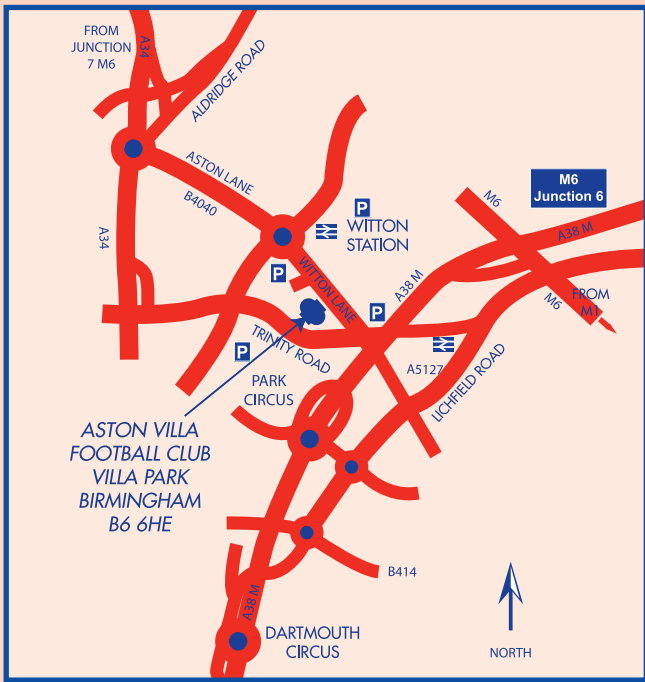 FROM
JUNCTION
7 M6
A34
ALDRIDGE ROAD
ASTON LANE
B4040
A34
P
WITTON
STATION
M6
Junction 6
M6
A38 M
M6
FROM
M1
P
WITTON LANE
A38 M
P
TRINITY ROAD
P
A5127
LICHFIELD ROAD
PARK
CIRCUS
ASTON VILLA
FOOTBALL CLUB
VILLA PARK
BIRMINGHAM
B6 6HE
B414
A38 M
DARTMOUTH
CIRCUS
NORTH